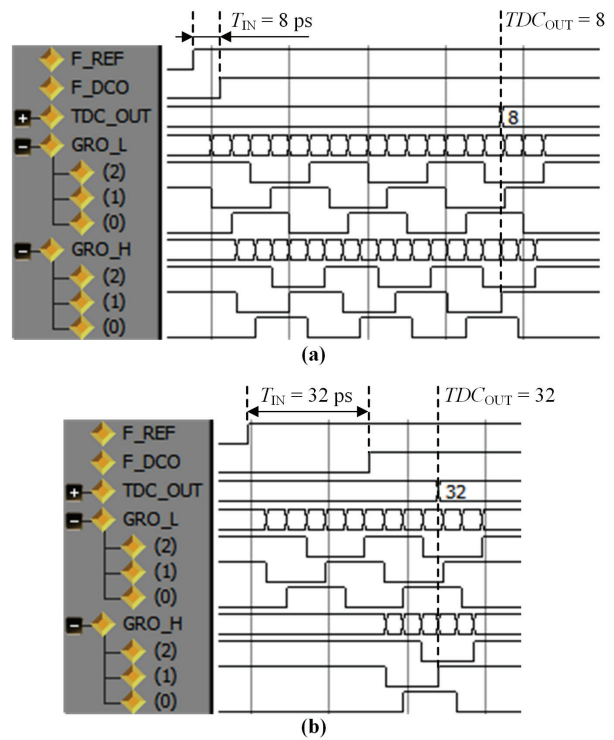 T_IN = 8 ps
TDC_OUT = 8
F_REF
F_DCO
TDC_OUT
8
GRO_L
(2)
(1)
(0)
GRO_H
(2)
(1)
(0)
(a)
T_IN = 32 ps
TDC_OUT = 32
F_REF
F_DCO
TDC_OUT
32
GRO_L
(2)
(1)
(0)
GRO_H
(2)
(1)
(0)
(b)